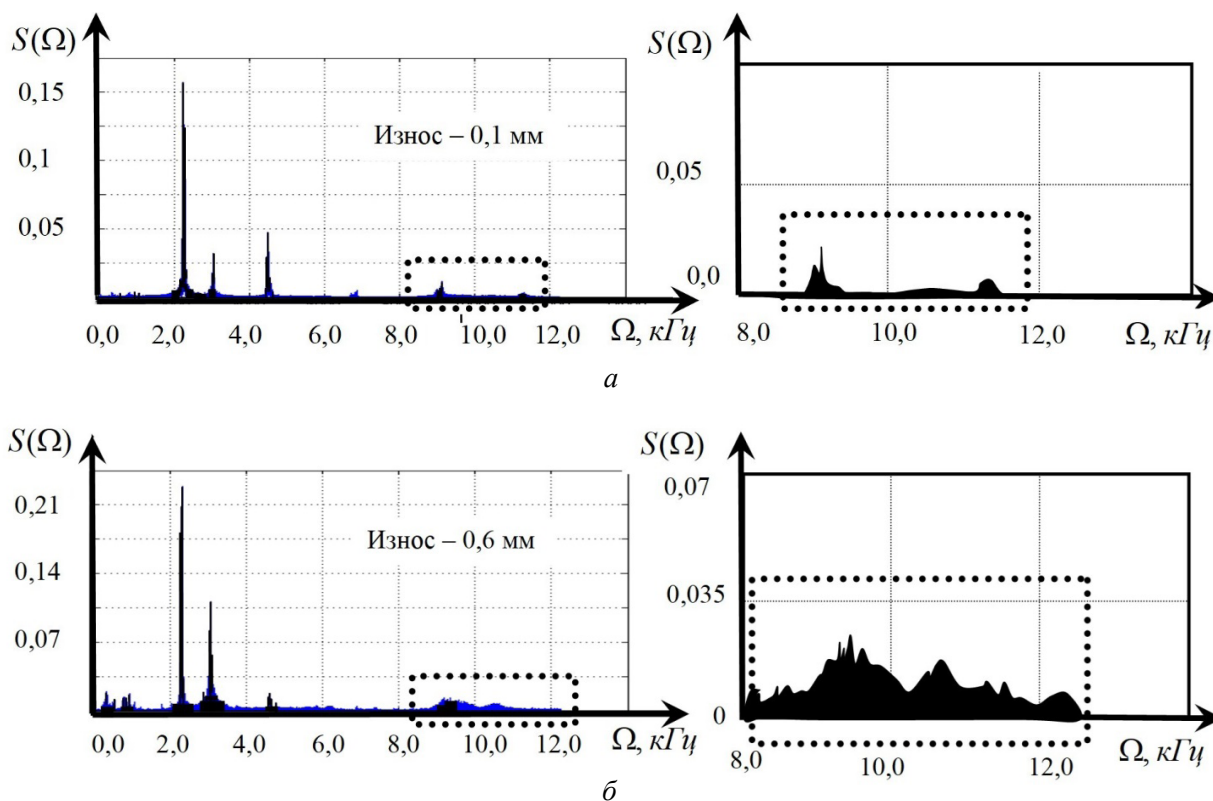 S(Ω)
0,15
0,1
0,05
Износ – 0,1 мм
0,0 2,0 4,0 6,0 8,0 10,0 12,0 Ω, кГц
S(Ω)
0,05
0,0
8,0 10,0 12,0 Ω, кГц
а
S(Ω)
0,21
0,14
0,07
Износ – 0,6 мм
0,0 2,0 4,0 6,0 8,0 10,0 12,0 Ω, кГц
S(Ω)
0,07
0,035
0
8,0 10,0 12,0 Ω, кГц
б